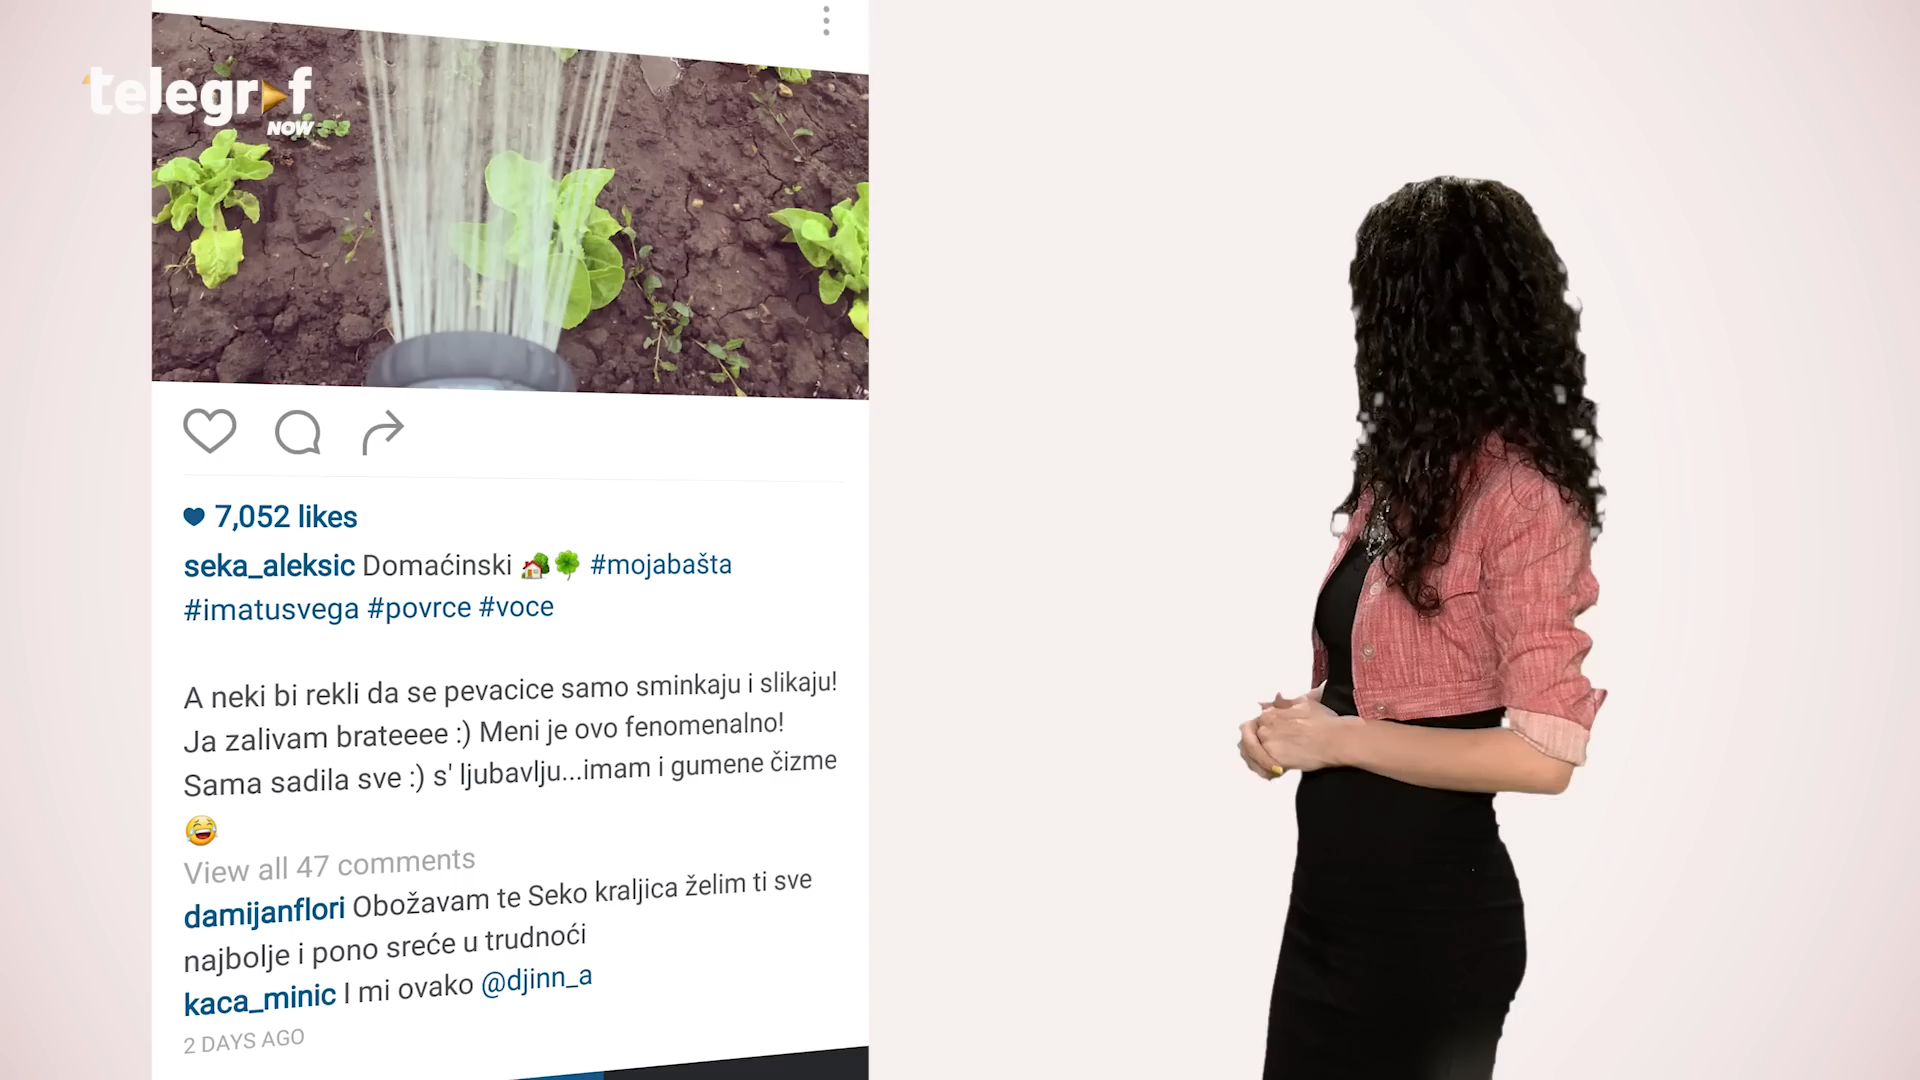 telegraf
NOW
7,052 likes
seka_aleksic Domaćinski 🏡🍀 #mojabašta
#imatusvega #povrce #voce
A neki bi rekli da se pevacice samo sminkaju i slikaju!
Ja zalivam brateeee :) Meni je ovo fenomenalno!
Sama sadila sve :) s' ljubavlju...imam i gumene čizme
😂
View all 47 comments
damijanflori Obožavam te Seko kraljica želim ti sve
najbolje i pono sreće u trudnoći
kaca_minic I mi ovako @djinn_a
2 DAYS AGO